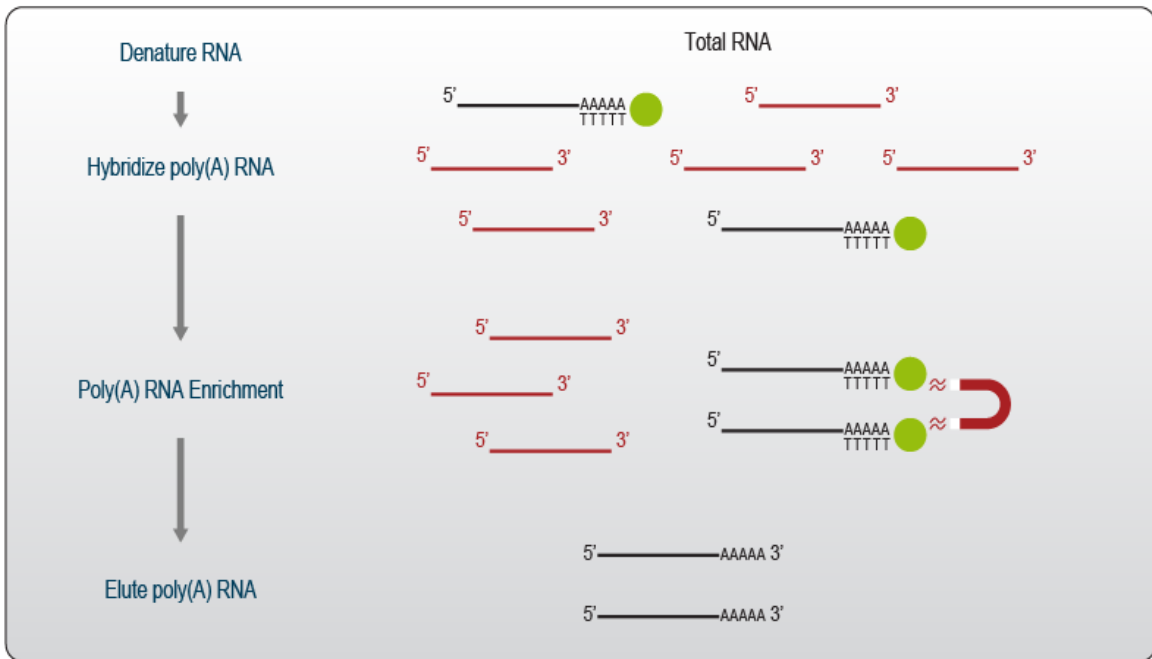 Denature RNA
Total RNA
5’ AAAAA
TTTTT
5’ 3’
Hybridize poly(A) RNA
5’ 3’
5’ 3’
5’ 3’
5’ 3’
5’ AAAAA
TTTTT
5’ 3’
Poly(A) RNA Enrichment
5’ 3’
5’ 3’
5’ AAAAA
TTTTT
5’ AAAAA
TTTTT
Elute poly(A) RNA
5’ AAAAA 3’
5’ AAAAA 3’